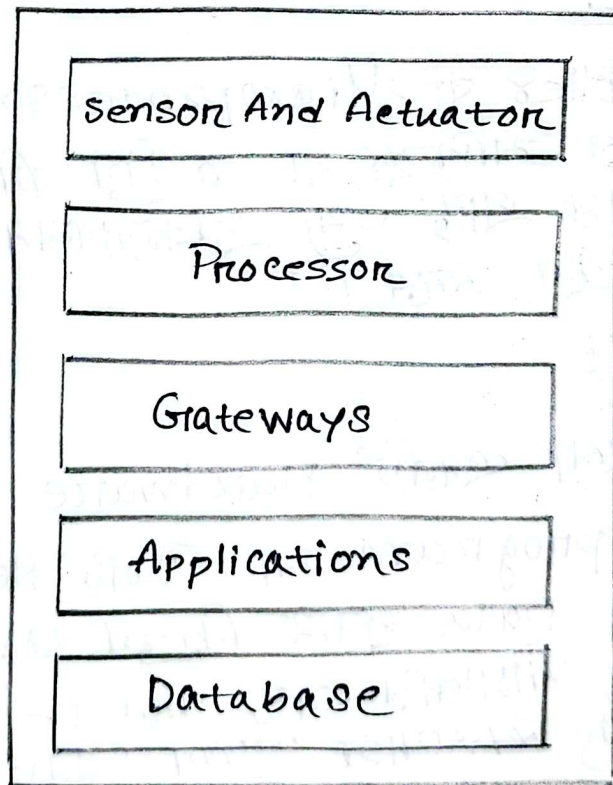 Sensor And Actuator
Processor
Gateways
Applications
Database